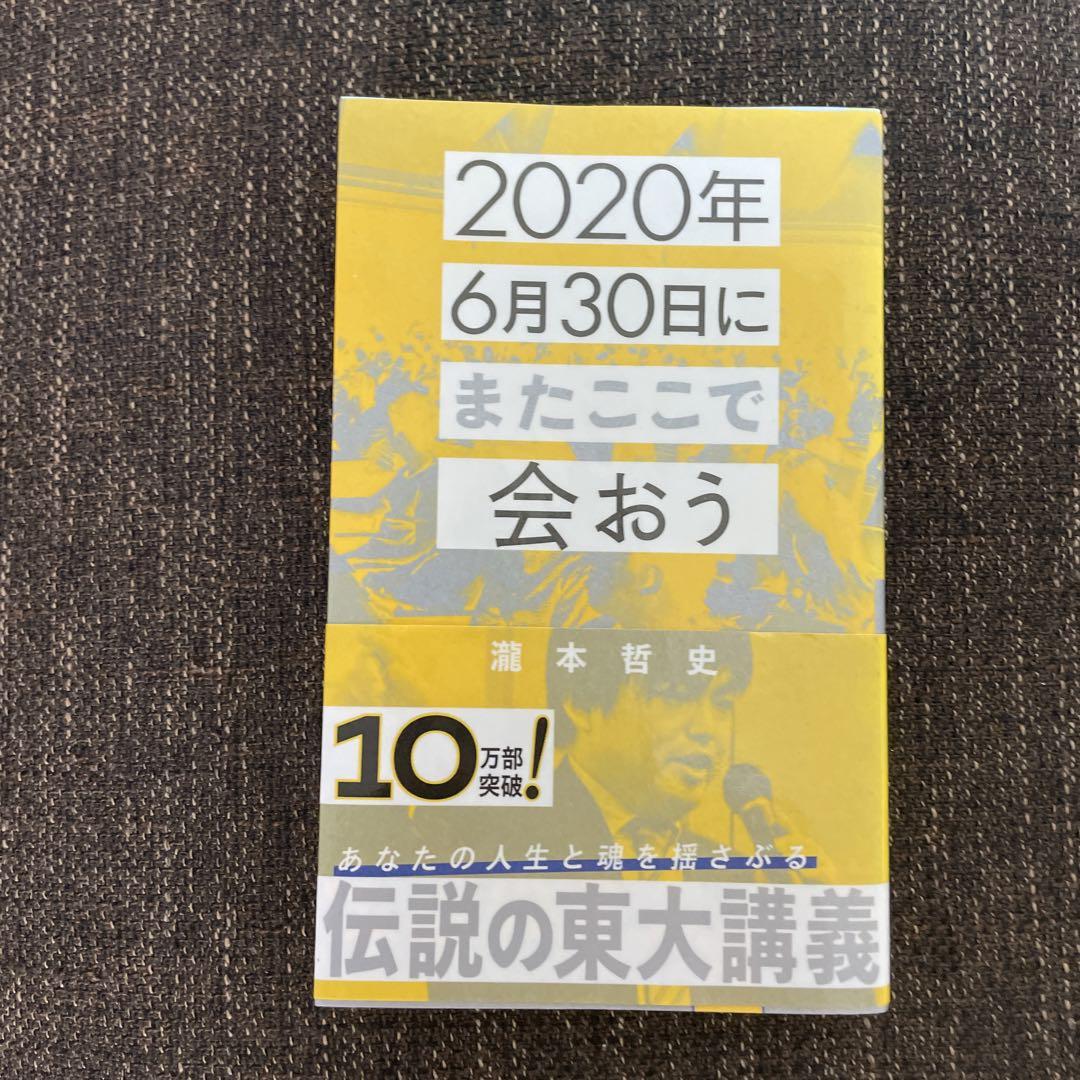 2020年
6月30日に
またここで
会おう
瀧本哲史
10万部突破!
あなたの人生と魂を揺さぶる
伝説の東大講義